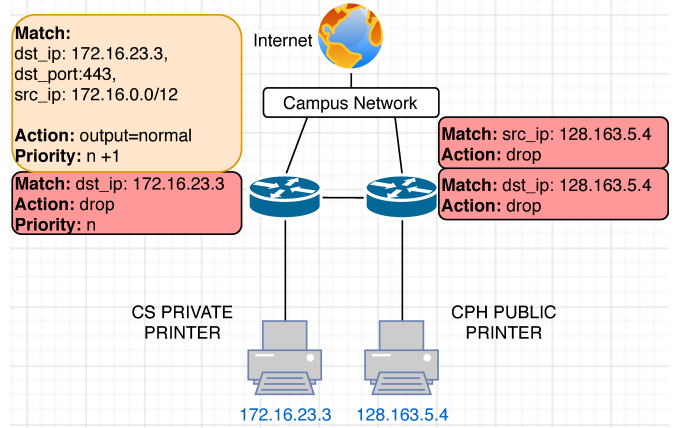 Match:
dst_ip: 172.16.23.3,
dst_port:443,
src_ip: 172.16.0.0/12
Action: output=normal
Priority: n +1
Match: dst_ip: 172.16.23.3
Action: drop
Priority: n
Internet
Campus Network
Match: src_ip: 128.163.5.4
Action: drop
Match: dst_ip: 128.163.5.4
Action: drop
CS PRIVATE
PRINTER
CPH PUBLIC
PRINTER
172.16.23.3
128.163.5.4